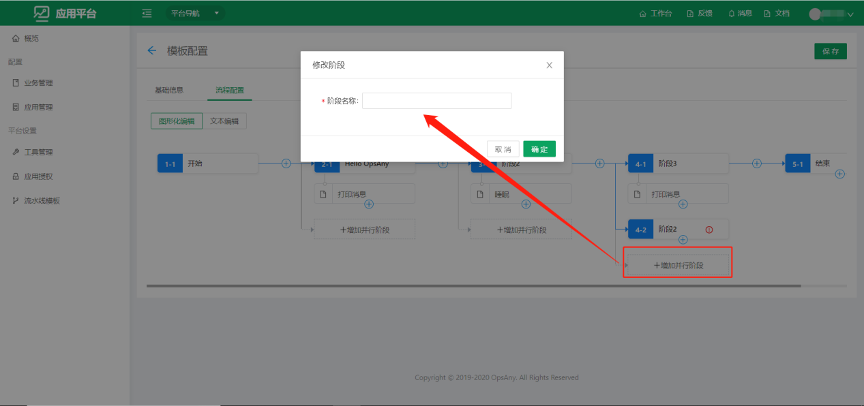 应用平台
平台导航
工作台
反馈
消息
文档
概览
配置
业务管理
应用管理
平台设置
工具管理
应用授权
流水线模板
模板配置
保 存
基础信息
流程配置
图形化编辑
文本编辑
修改阶段
* 阶段名称:
取 消
确 定
1-1 开始
2-1 Hello OpsAny
阶段2
4-1 阶段3
5-1 结束
打印消息
睡眠
打印消息
+增加并行阶段
+增加并行阶段
4-2 阶段2
+增加并行阶段
Copyright © 2019-2020 OpsAny. All Rights Reserved